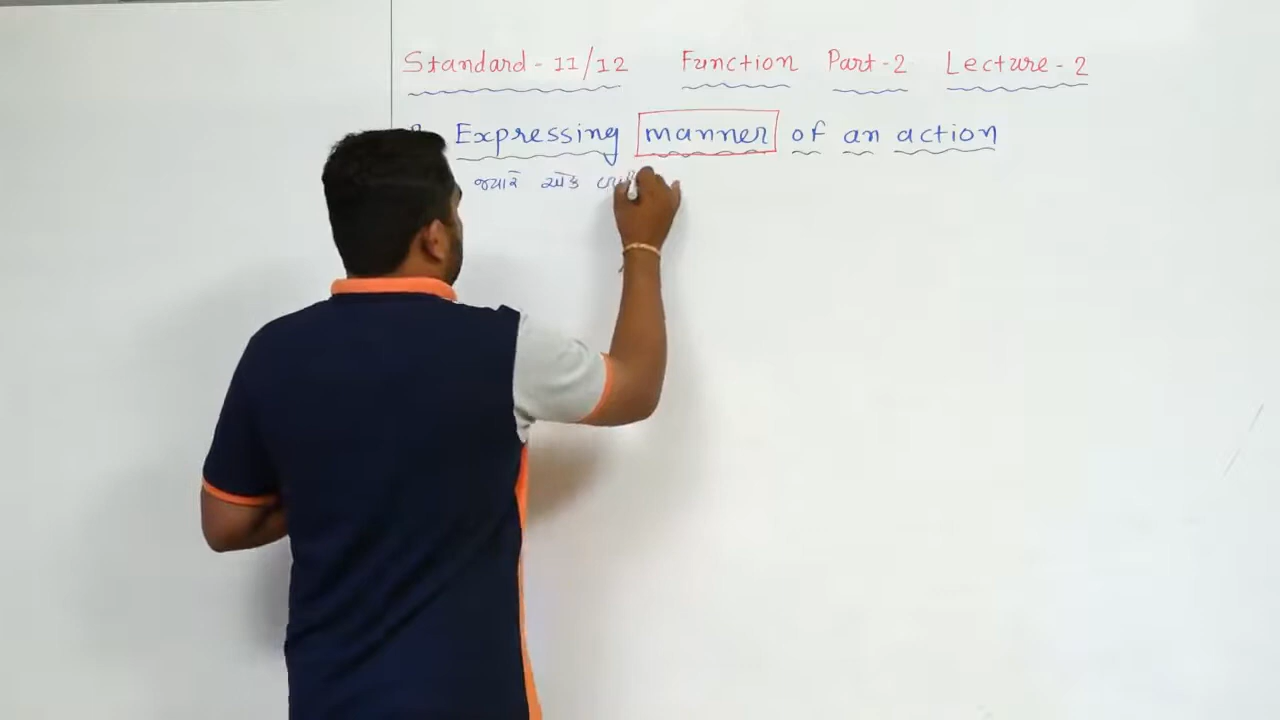 Standard - 11/12 Function Part-2 Lecture - 2
Expressing manner of an action
જ્યારે એક